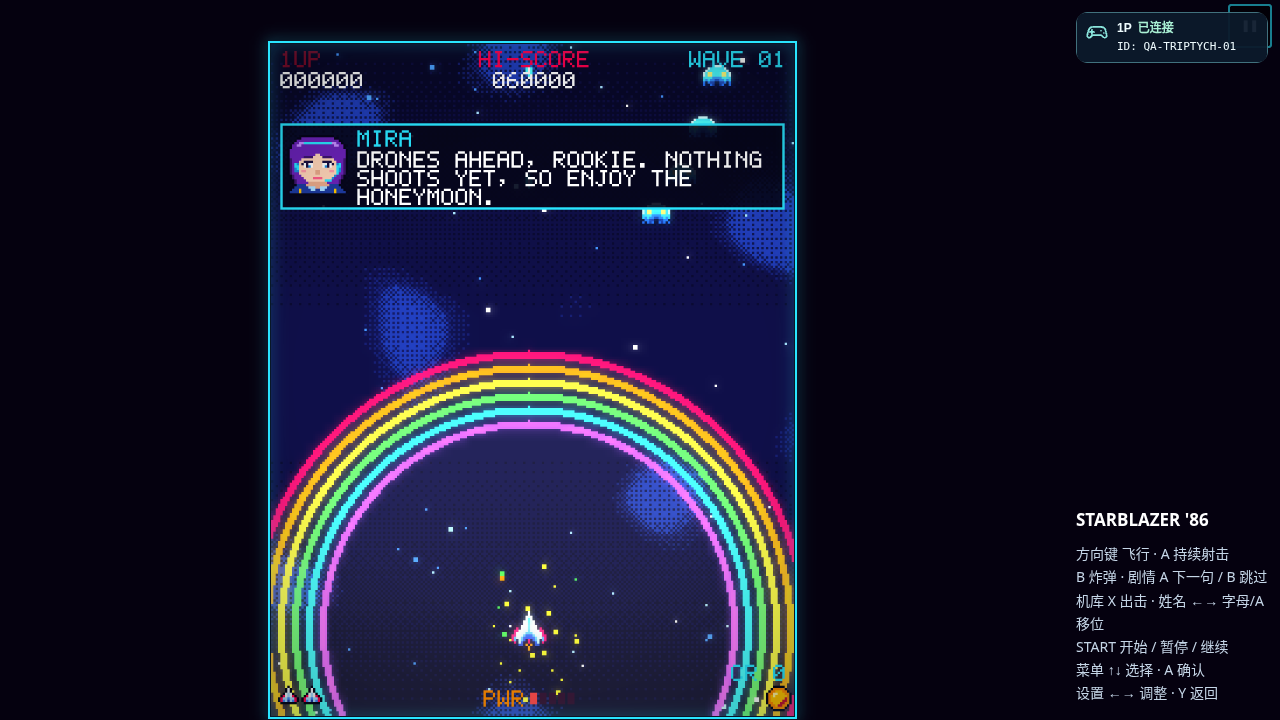 1UP
HI-SCORE
WAVE 01
000000
060000
MIRA
DRONES AHEAD, ROOKIE. NOTHING
SHOOTS YET, SO ENJOY THE
HONEYMOON.
PWR
1P 已连接
ID: QA-TRIPTYCH-01
STARBLAZER '86
方向键 飞行 · A 持续射击
B 炸弹 · 剧情 A 下一句 / B 跳过
机库 X 出击 · 姓名 ←→ 字母/A
移位
START 开始 / 暂停 / 继续
菜单 ↑↓ 选择 · A 确认
设置 ←→ 调整 · Y 返回